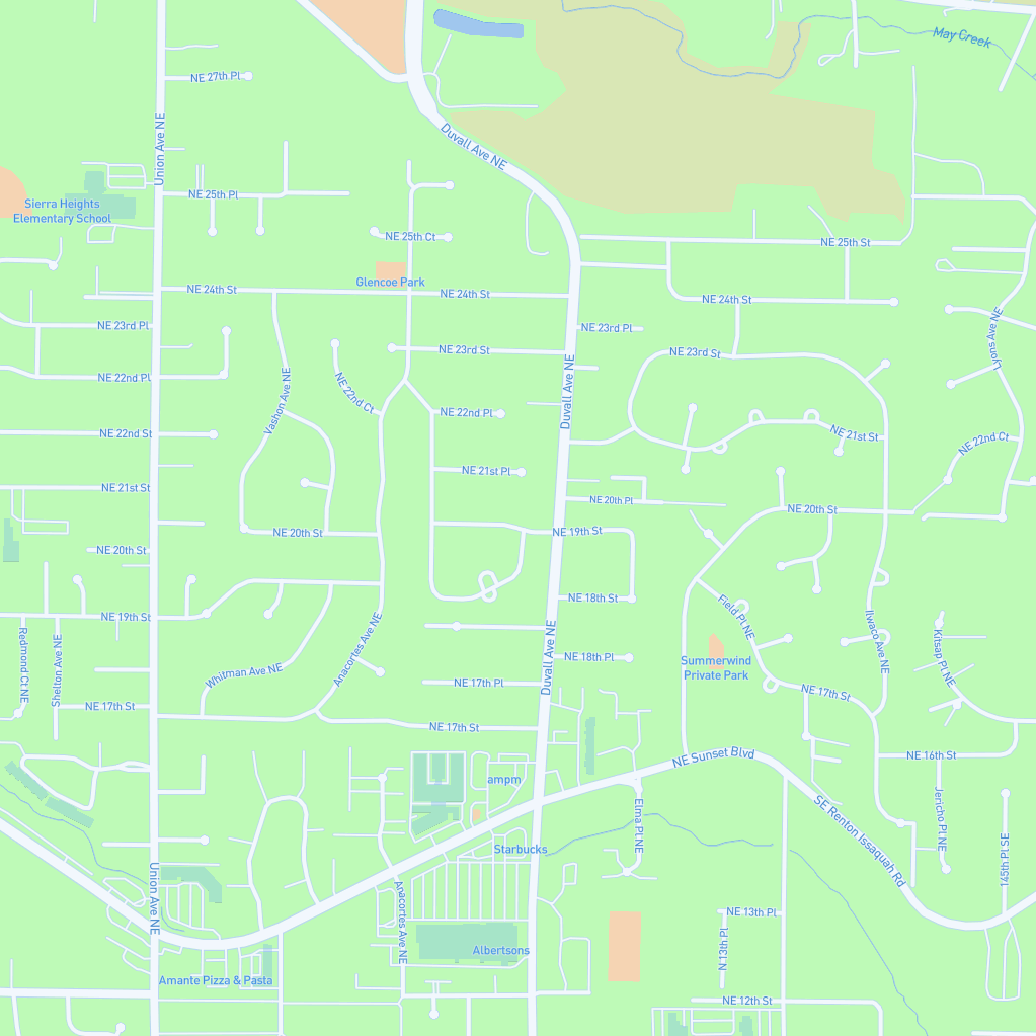 May Creek
NE 27th Pl
Union Ave NE
Duvall Ave NE
NE 25th Pl
Sierra Heights
Elementary School
NE 25th Ct
NE 25th St
Glencoe Park
NE 24th St
NE 24th St
NE 24th St
NE 23rd Pl
NE 23rd Pl
Lyons Ave NE
NE 23rd St
NE 23rd St
Duvall Ave NE
NE 22nd Pl
NE 22nd Ct
Vashon Ave NE
NE 22nd Pl
NE 22nd St
NE 21st St
NE 22nd Ct
NE 21st Pl
NE 21st St
NE 20th Pl
NE 20th St
NE 20th St
NE 19th St
NE 20th St
NE 18th St
NE 19th St
Field Pl NE
Redmond Ct NE
Shelton Ave NE
Anacortes Ave NE
Duvall Ave NE
Ilwaco Ave NE
Kitsap Pl NE
NE 18th Pl
Summerwind
Private Park
Whitman Ave NE
NE 17th Pl
NE 17th St
NE 17th St
NE 17th St
NE Sunset Blvd
NE 16th St
ampm
Elma Pl NE
SE Renton Issaquah Rd
Jericho Pl NE
145th Pl SE
Starbucks
Union Ave NE
Anacortes Ave NE
NE 13th Pl
N 13th Pl
Albertsons
Amante Pizza & Pasta
NE 12th St